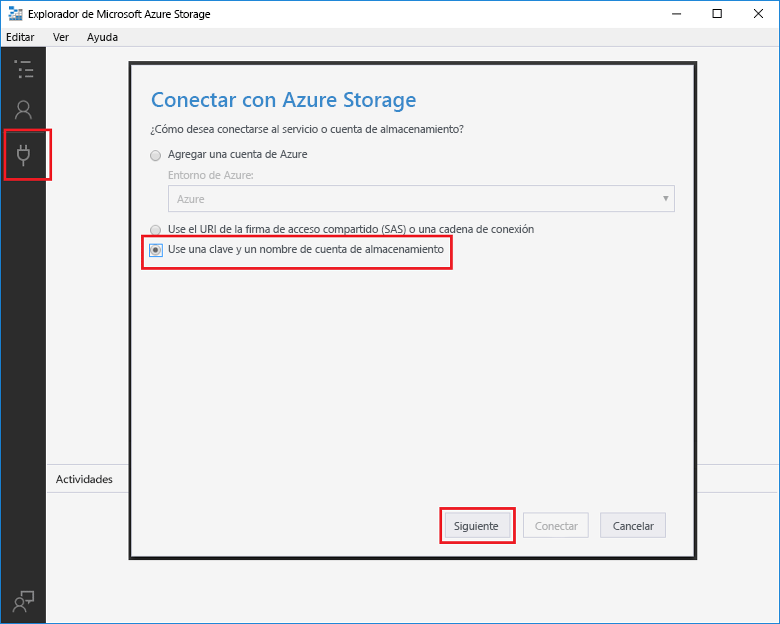 Explorador de Microsoft Azure Storage
Editar Ver Ayuda
Conectar con Azure Storage
¿Cómo desea conectarse al servicio o cuenta de almacenamiento?
Agregar una cuenta de Azure
Entorno de Azure:
Azure
Use el URI de la firma de acceso compartido (SAS) o una cadena de conexión
Use una clave y un nombre de cuenta de almacenamiento
Actividades
Siguiente Conectar Cancelar